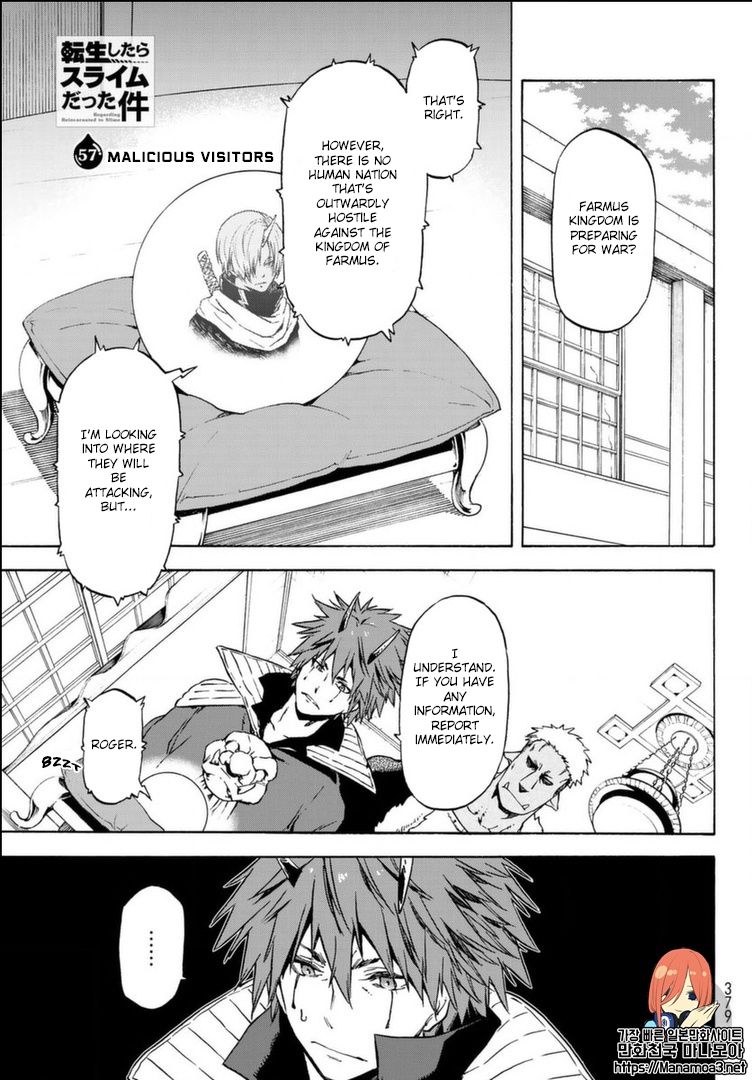 FARMUS
KINGDOM IS
PREPARING
FOR WAR?
転生したら
スライム
だった件
Regarding
Reincarnated to Slime
57 MALICIOUS VISITORS
THAT'S
RIGHT.
HOWEVER,
THERE IS NO
HUMAN NATION
THAT'S
OUTWARDLY
HOSTILE
AGAINST THE
KINGDOM OF
FARMUS.
I'M LOOKING
INTO WHERE
THEY WILL
BE
ATTACKING,
BUT...
I
UNDERSTAND.
IF YOU HAVE
ANY
INFORMATION,
REPORT
IMMEDIATELY.
ROGER.
BZZT
......
379
가장 빠른 일본만화사이트
만화천국 마나모아
https://Manamoa3.net